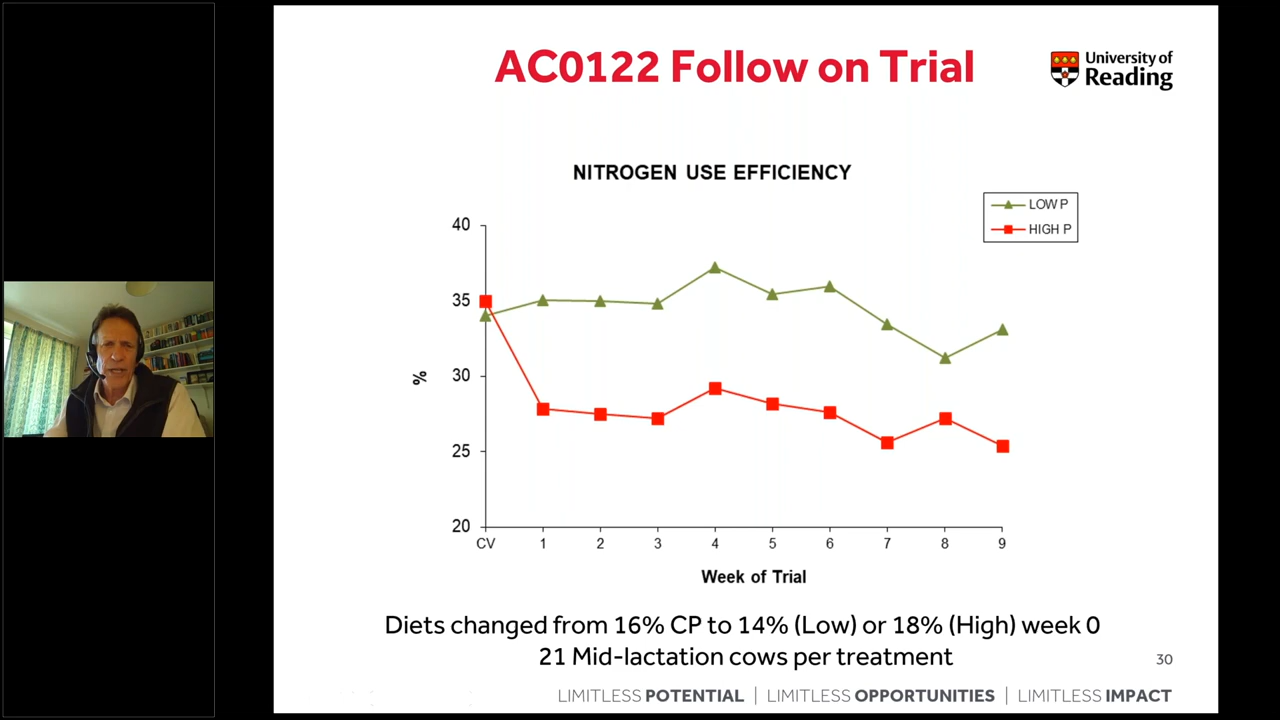 AC0122 Follow on Trial
University of
Reading
NITROGEN USE EFFICIENCY
LOW P
HIGH P
40
35
30
25
20
%
CV 1 2 3 4 5 6 7 8 9
Week of Trial
Diets changed from 16% CP to 14% (Low) or 18% (High) week 0
21 Mid-lactation cows per treatment
30
LIMITLESS POTENTIAL | LIMITLESS OPPORTUNITIES | LIMITLESS IMPACT